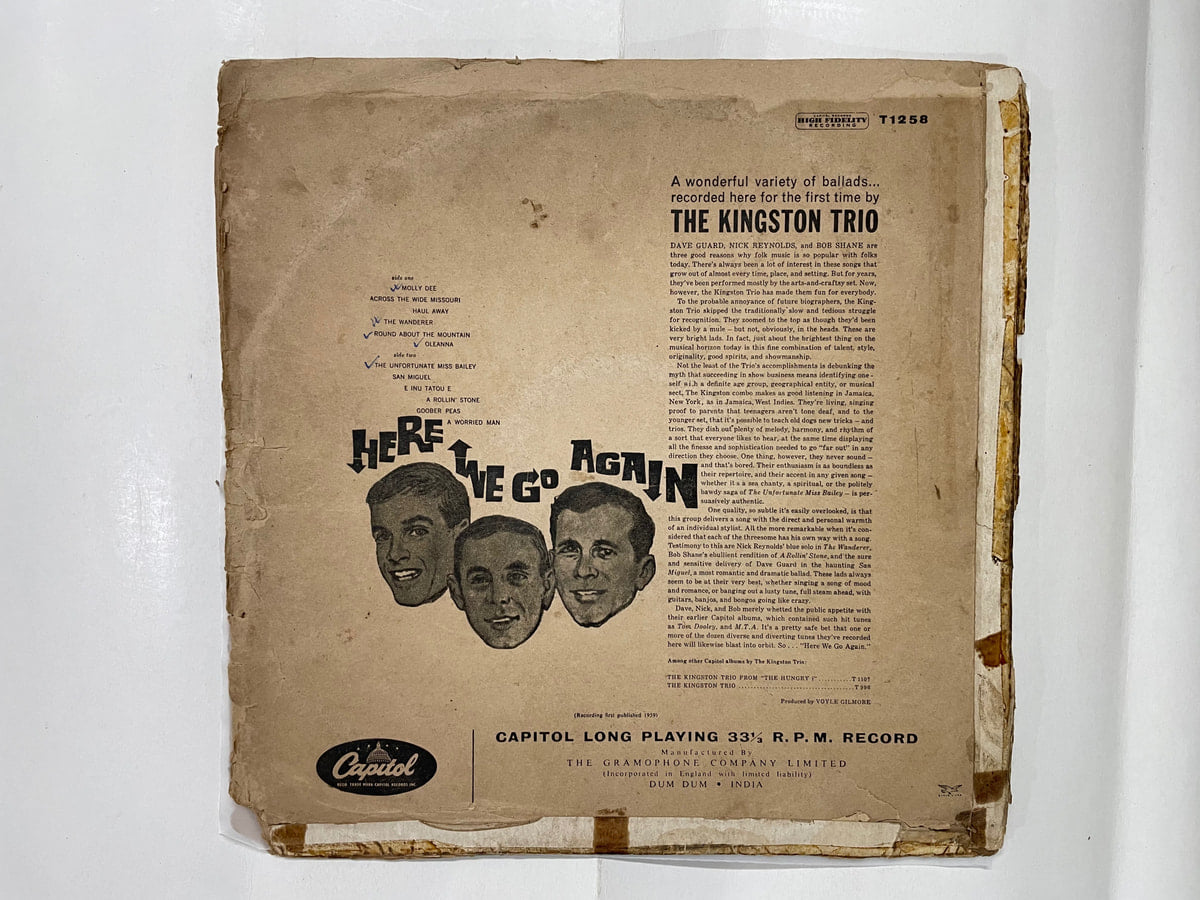 CAPITOL RECORDS
HIGH FIDELITY
RECORDING
T1258
A wonderful variety of ballads...
recorded here for the first time by
THE KINGSTON TRIO
DAVE GUARD, NICK REYNOLDS, and BOB SHANE are
three good reasons why folk music is so popular with folks
today. There's always been a lot of interest in these songs that
grow out of almost every time, place, and setting. But for years,
they've been performed mostly by the arts-and-craftsy set. Now,
however, the Kingston Trio has made them fun for everybody.
To the probable annoyance of future biographers, the King-
ston Trio skipped the traditionally slow and tedious struggle
for recognition. They zoomed to the top as though they'd been
kicked by a mule — but not, obviously, in the heads. These are
very bright lads. In fact, just about the brightest thing on the
musical horizon today is this fine combination of talent, style,
originality, good spirits, and showmanship.
Not the least of the Trio's accomplishments is debunking the
myth that succeeding in show business means identifying one-
self with a definite age group, geographical entity, or musical
sect, The Kingston combo makes as good listening in Jamaica,
New York, as in Jamaica, West Indies. They're living, singing
proof to parents that teenagers aren't tone deaf, and to the
younger set, that it's possible to teach old dogs new tricks — and
trios. They dish out plenty of melody, harmony, and rhythm of
a sort that everyone likes to hear, at the same time displaying
all the finesse and sophistication needed to go "far out" in any
direction they choose. One thing, however, they never sound —
and that's bored. Their enthusiasm is as boundless as
their repertoire, and their accent in any given song —
whether it s a sea chanty, a spiritual, or the politely
bawdy saga of The Unfortunate Miss Bailey — is per-
suasively authentic.
One quality, so subtle it's easily overlooked, is that
this group delivers a song with the direct and personal warmth
of an individual stylist. All the more remarkable when it's con-
sidered that each of the threesome has his own way with a song.
Testimony to this are Nick Reynolds' blue solo in The Wanderer,
Bob Shane's ebullient rendition of A Rollin' Stone, and the sure
and sensitive delivery of Dave Guard in the haunting San
Miguel, a most romantic and dramatic ballad. These lads always
seem to be at their very best, whether singing a song of mood
and romance, or banging out a lusty tune, full steam ahead, with
guitars, banjos, and bongos going like crazy.
Dave, Nick, and Bob merely whetted the public appetite with
their earlier Capitol albums, which contained such hit tunes
as Tom Dooley, and M.T.A. It's a pretty safe bet that one or
more of the dozen diverse and diverting tunes they've recorded
here will likewise blast into orbit. So . . . "Here We Go Again."
Among other Capitol albums by The Kingston Trio:
THE KINGSTON TRIO FROM "THE HUNGRY i"..........T 1107
THE KINGSTON TRIO..............................T 996
Produced by VOYLE GILMORE
side one
MOLLY DEE
ACROSS THE WIDE MISSOURI
HAUL AWAY
THE WANDERER
ROUND ABOUT THE MOUNTAIN
OLEANNA
side two
THE UNFORTUNATE MISS BAILEY
SAN MIGUEL
E INU TATOU E
A ROLLIN' STONE
GOOBER PEAS
A WORRIED MAN
HERE
WE GO AGAIN
(Recording first published 1959)
Capitol
REGD. TRADE MARK CAPITOL RECORDS INC.
CAPITOL LONG PLAYING 33⅓ R.P.M. RECORD
Manufactured By
THE GRAMOPHONE COMPANY LIMITED
(Incorporated in England with limited liability)
DUM DUM • INDIA